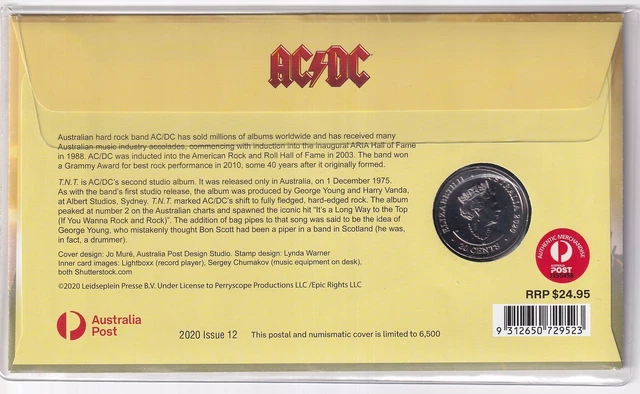 AC/DC
Australian hard rock band AC/DC has sold millions of albums worldwide and has received many
Australian music industry accolades, commencing with induction into the inaugural ARIA Hall of Fame
in 1988. AC/DC was inducted into the American Rock and Roll Hall of Fame in 2003. The band won
a Grammy Award for best rock performance in 2010, some 40 years after it originally formed.
T.N.T. is AC/DC's second studio album. It was released only in Australia, on 1 December 1975.
As with the band's first studio release, the album was produced by George Young and Harry Vanda,
at Albert Studios, Sydney. T.N.T. marked AC/DC's shift to fully fledged, hard-edged rock. The album
peaked at number 2 on the Australian charts and spawned the iconic hit "It's a Long Way to the Top
(If You Wanna Rock and Rock)". The addition of bag pipes to that song was said to be the idea of
George Young, who mistakenly thought Bon Scott had been a piper in a band in Scotland (he was,
in fact, a drummer).
Cover design: Jo Muré, Australia Post Design Studio. Stamp design: Lynda Warner
Inner card images: Lightboxx (record player), Sergey Chumakov (music equipment on desk),
both Shutterstock.com
©2020 Leidseplein Presse B.V. Under License to Perryscope Productions LLC /Epic Rights LLC
ELIZABETH II AUSTRALIA 2020
CENTS
AUTHENTIC MERCHANDISE
AUSTRALIA
POST
RRP $24.95
9 312650 729523
Australia
Post
2020 Issue 12
This postal and numismatic cover is limited to 6,500